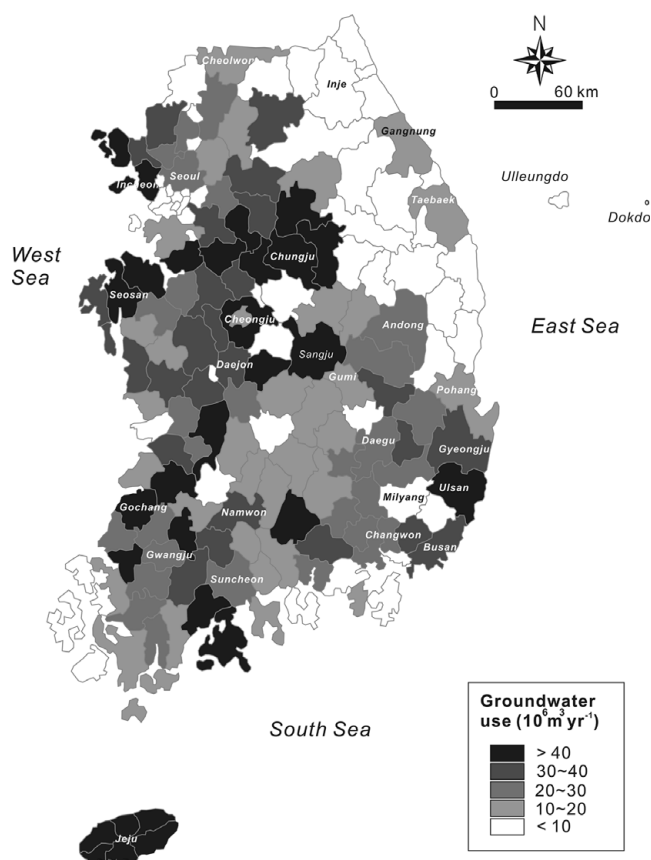 Cheolwon
Inje
N
0 60 km
Gangnung
Seoul
Incheon
Ulleungdo
Taebaek
Dokdo
West
Sea
Chungju
Seosan
Cheongju
Andong
East Sea
Sangju
Daejon
Gumi
Pohang
Daegu
Gyeongju
Milyang
Ulsan
Gochang
Namwon
Changwon
Busan
Gwangju
Suncheon
South Sea
Groundwater
use (10⁶m³yr⁻¹)
> 40
30~40
20~30
10~20
< 10
Jeju